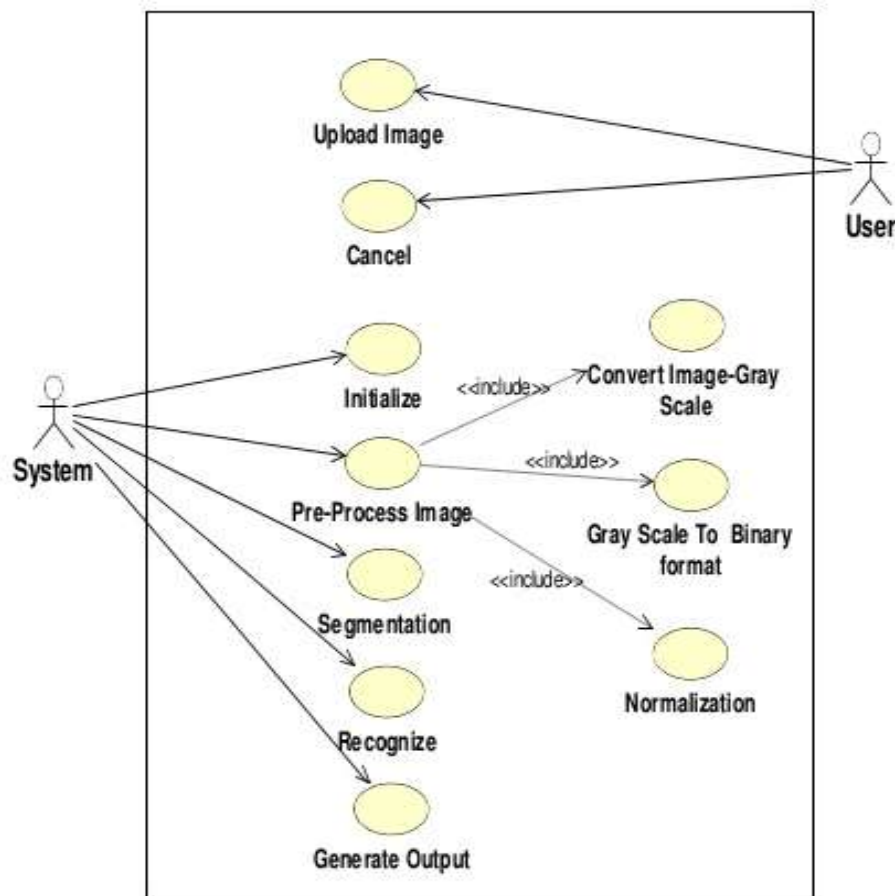 Upload Image
User
Cancel
Initialize
<<include>>
Convert Image-Gray
Scale
System
<<include>>
Pre-Process Image
Gray Scale To Binary
format
<<include>>
Segmentation
Normalization
Recognize
Generate Output